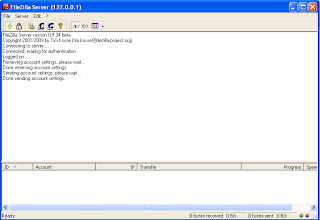 FileZilla Server (127.0.0.1)
File Server Edit ?
FileZilla Server version 0.9.34 beta
Copyright 2001-2009 by Tim Kosse (tim.kosse@filezilla-project.org)
Connecting to server...
Connected, waiting for authentication
Logged on
Retrieving account settings, please wait...
Done retrieving account settings
Sending account settings, please wait...
Done sending account settings.
ID Account IP Transfer Progress Spee
Ready 0 bytes received 0 B/s 0 bytes sent 0 B/s